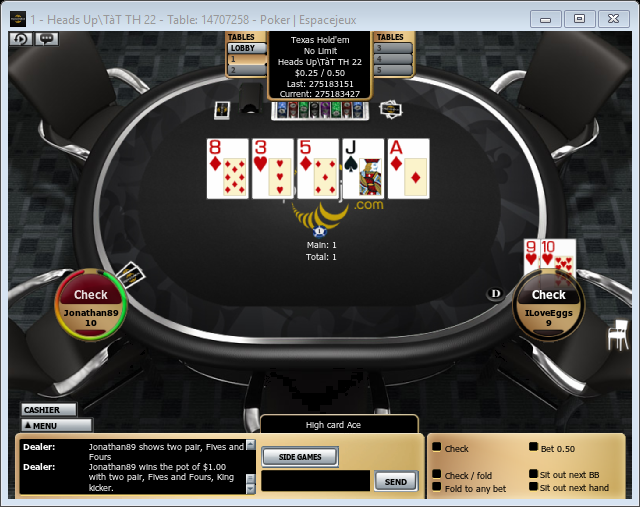 1 - Heads Up\TàT TH 22 - Table: 14707258 - Poker | Espacejeux
TABLES
LOBBY
1
2
Texas Hold'em
No Limit
Heads Up\TàT TH 22
$0.25 / 0.50
Last: 275183151
Current: 275183427
TABLES
3
4
5
8
3
5
J
A
.com
Main: 1
Total: 1
9
10
D
Check
Jonathan89
10
Check
ILoveEggs
9
CASHIER
MENU
High card Ace
Dealer: Jonathan89 shows two pair, Fives and
Fours
Dealer: Jonathan89 wins the pot of $1.00
with two pair, Fives and Fours, King
kicker.
SIDE GAMES
SEND
Check
Bet 0.50
Check / fold
Sit out next BB
Fold to any bet
Sit out next hand